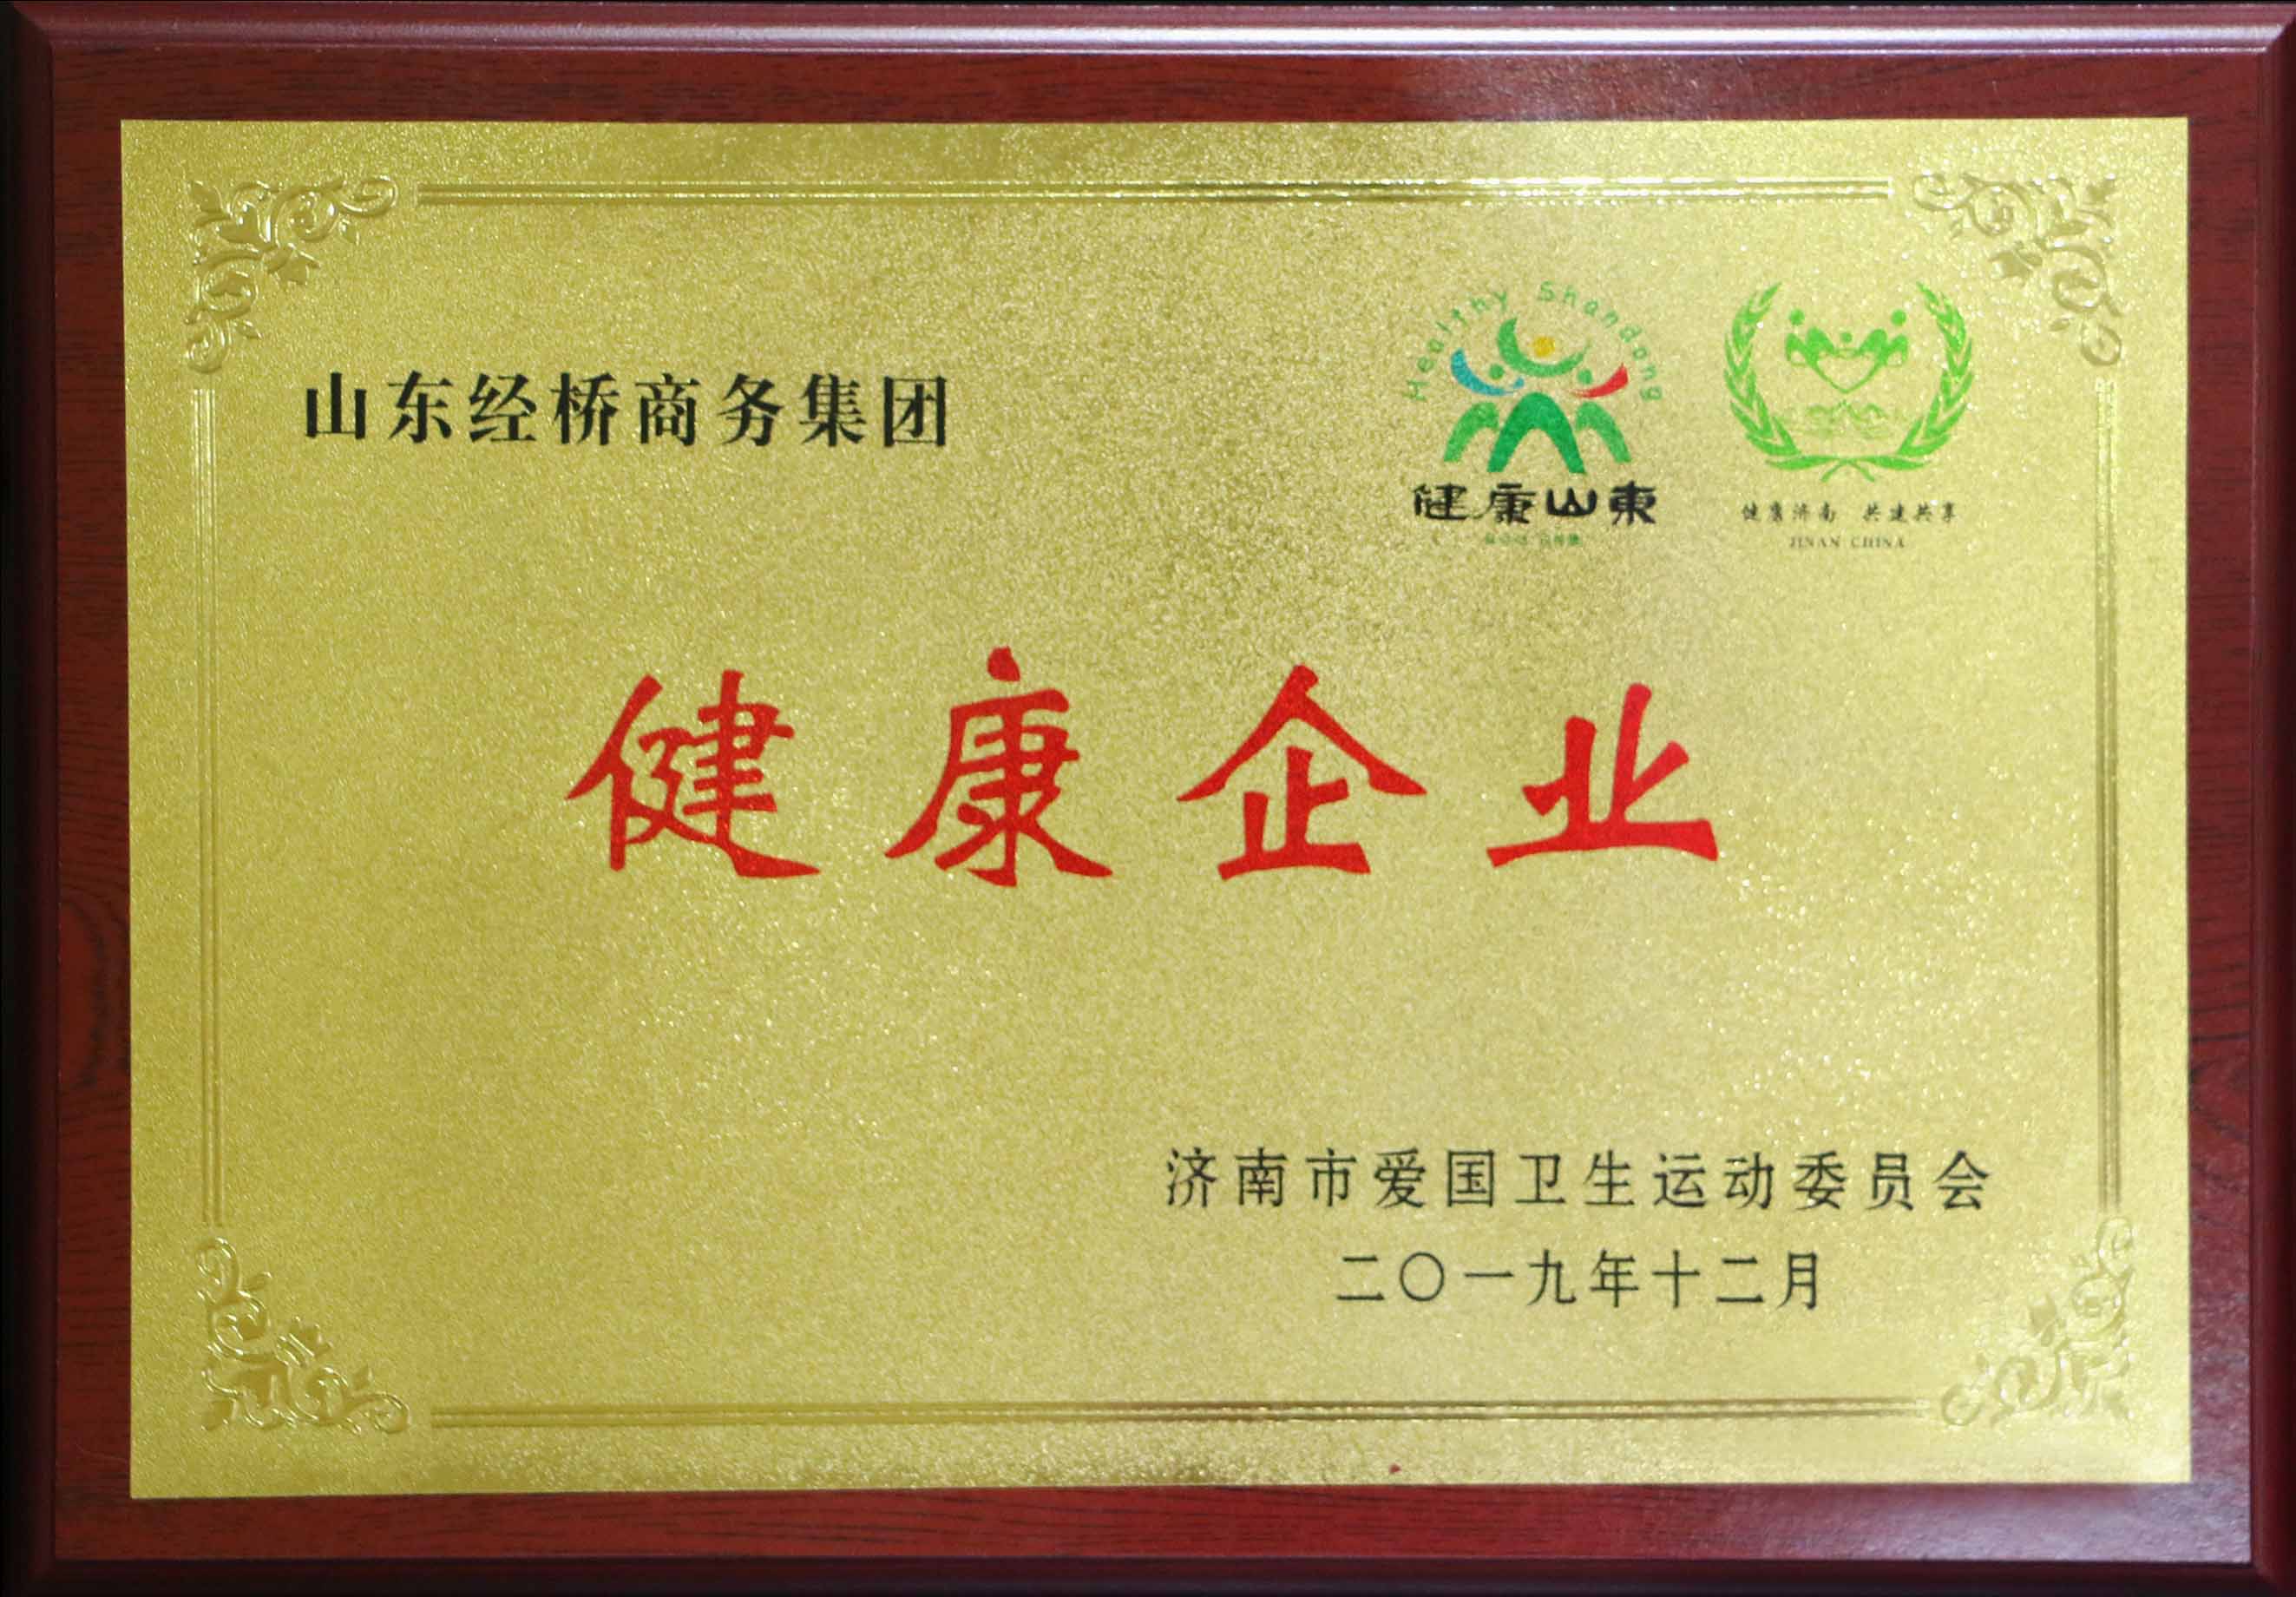 山东经桥商务集团
Healthy Shandong
健康山東
健康济南 共建共享
JINAN CHINA
健康企业
济南市爱国卫生运动委员会
二〇一九年十二月